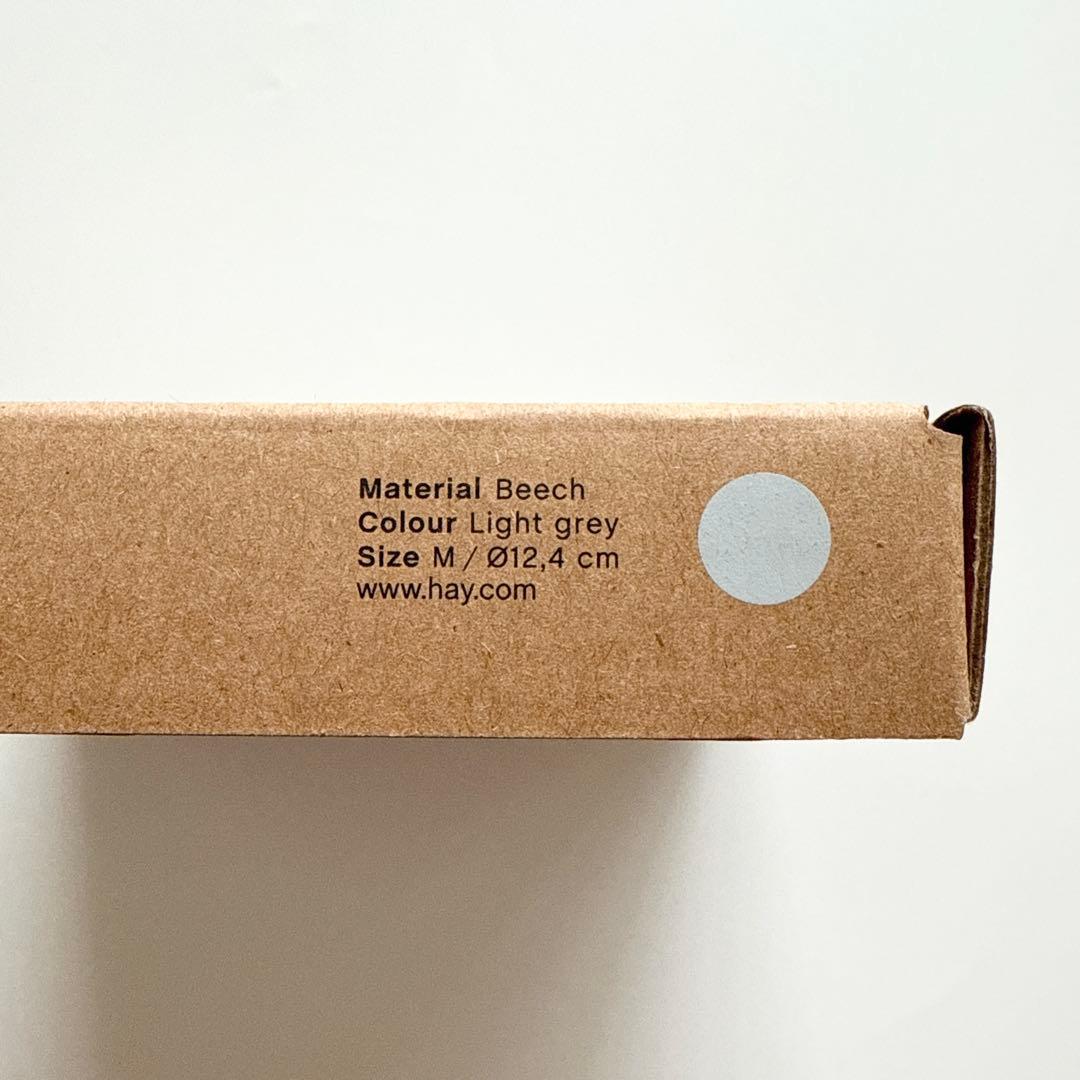 Material Beech
Colour Light grey
Size M / Ø12,4 cm
www.hay.com